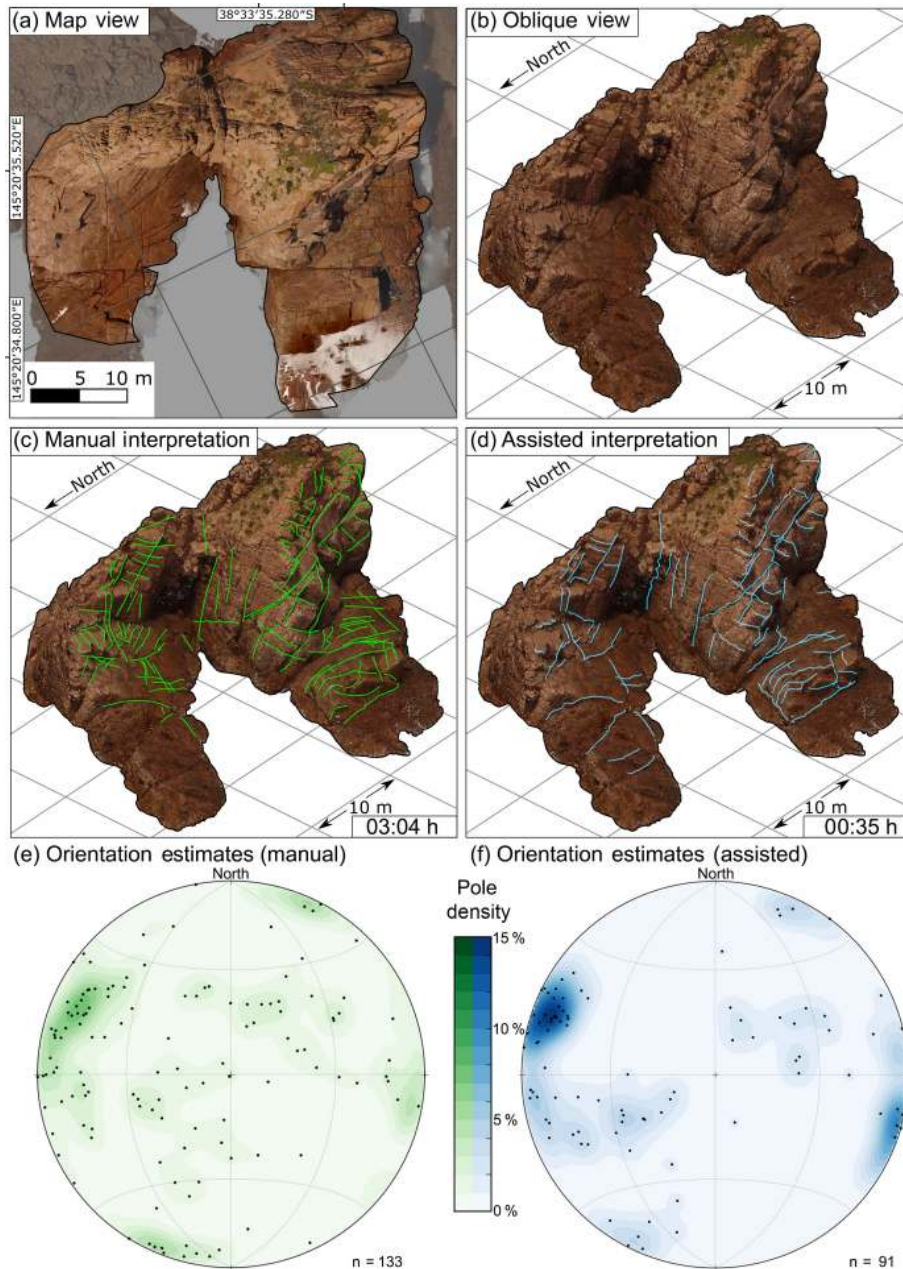 (a) Map view
38°33'35.280"S
145°20'35.520"E
145°20'34.800"E
0 5 10 m
(b) Oblique view
North
10 m
(c) Manual interpretation
North
10 m
03:04 h
(d) Assisted interpretation
North
10 m
00:35 h
(e) Orientation estimates (manual)
North
n = 133
Pole
density
15 %
10 %
5 %
0 %
(f) Orientation estimates (assisted)
North
n = 91